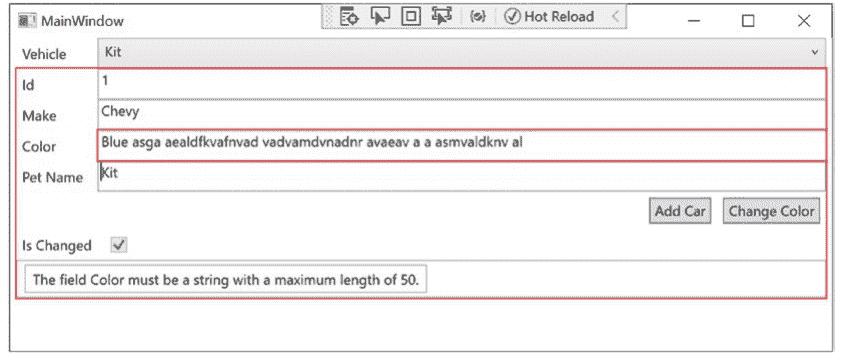 MainWindow
Hot Reload
Vehicle Kit
Id 1
Make Chevy
Color Blue asga aealdfkvafnvad vadvamdvnadnr avaeav a a asmvaldknv al
Pet Name Kit
Add Car Change Color
Is Changed
The field Color must be a string with a maximum length of 50.